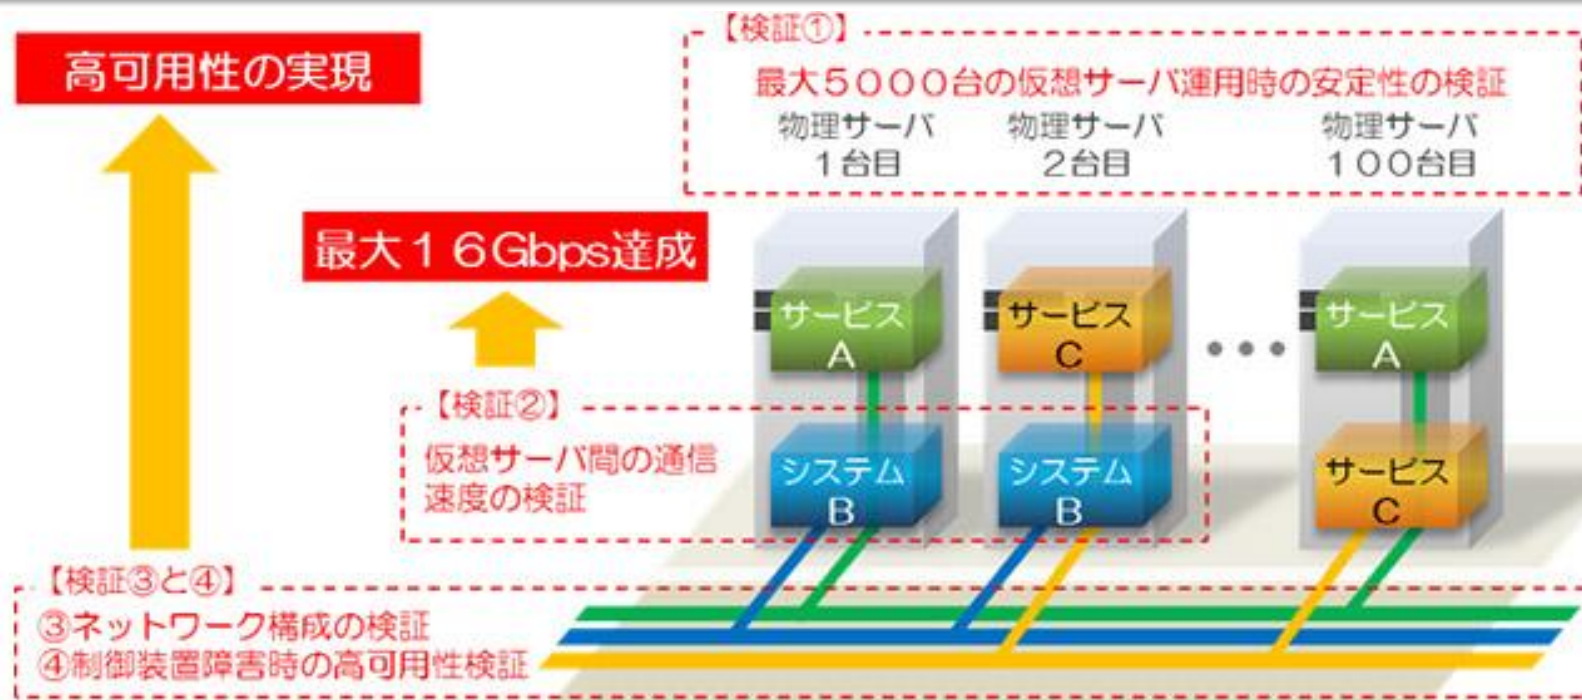 【検証①】
高可用性の実現
最大5000台の仮想サーバ運用時の安定性の検証
物理サーバ
1台目
物理サーバ
2台目
物理サーバ
100台目
最大16Gbps達成
サービス
A
サービス
C
サービス
A
【検証②】
仮想サーバ間の通信
速度の検証
システム
B
システム
B
サービス
C
【検証③と④】
③ネットワーク構成の検証
④制御装置障害時の高可用性検証